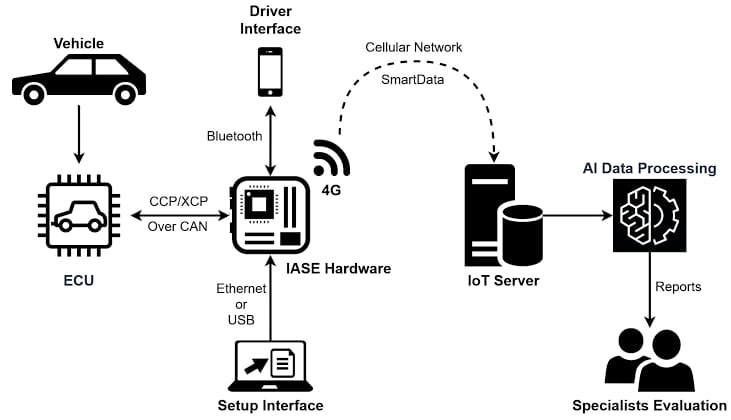 Driver
Interface
Vehicle
Cellular Network
SmartData
Bluetooth
4G
AI Data Processing
CCP/XCP
Over CAN
ECU
IASE Hardware
IoT Server
Ethernet
or
USB
Reports
Setup Interface
Specialists Evaluation